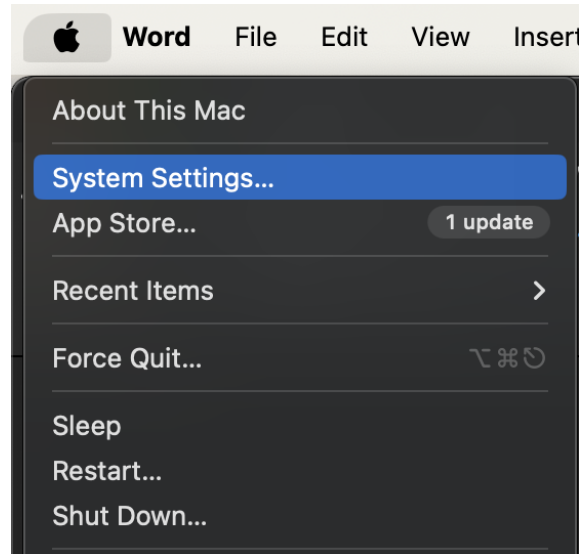 Word File Edit View Insert
About This Mac
System Settings...
App Store... 1 update
Recent Items
Force Quit... ⌥⌘⎋
Sleep
Restart...
Shut Down...